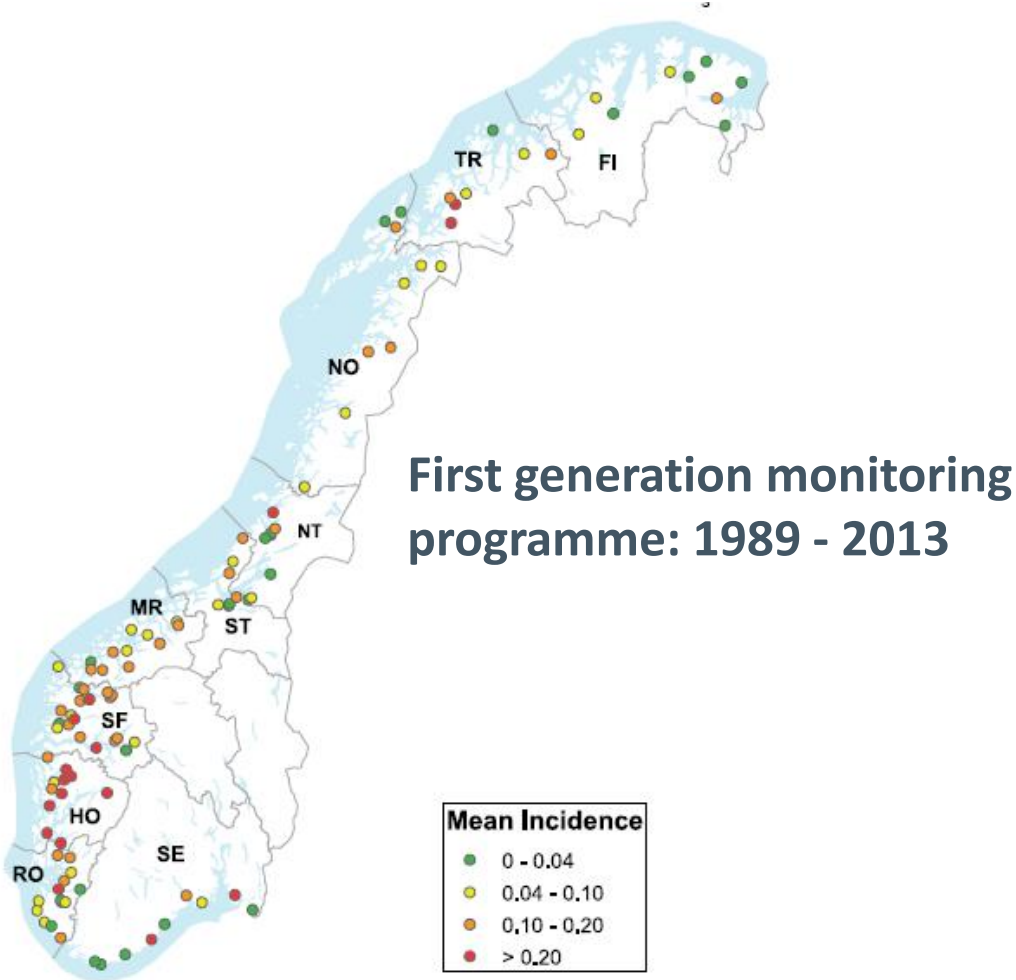 TR
FI
NO
First generation monitoring
programme: 1989 - 2013
NT
MR
ST
SF
HO
SE
RO
Mean Incidence
0 - 0.04
0.04 - 0.10
0.10 - 0.20
> 0.20